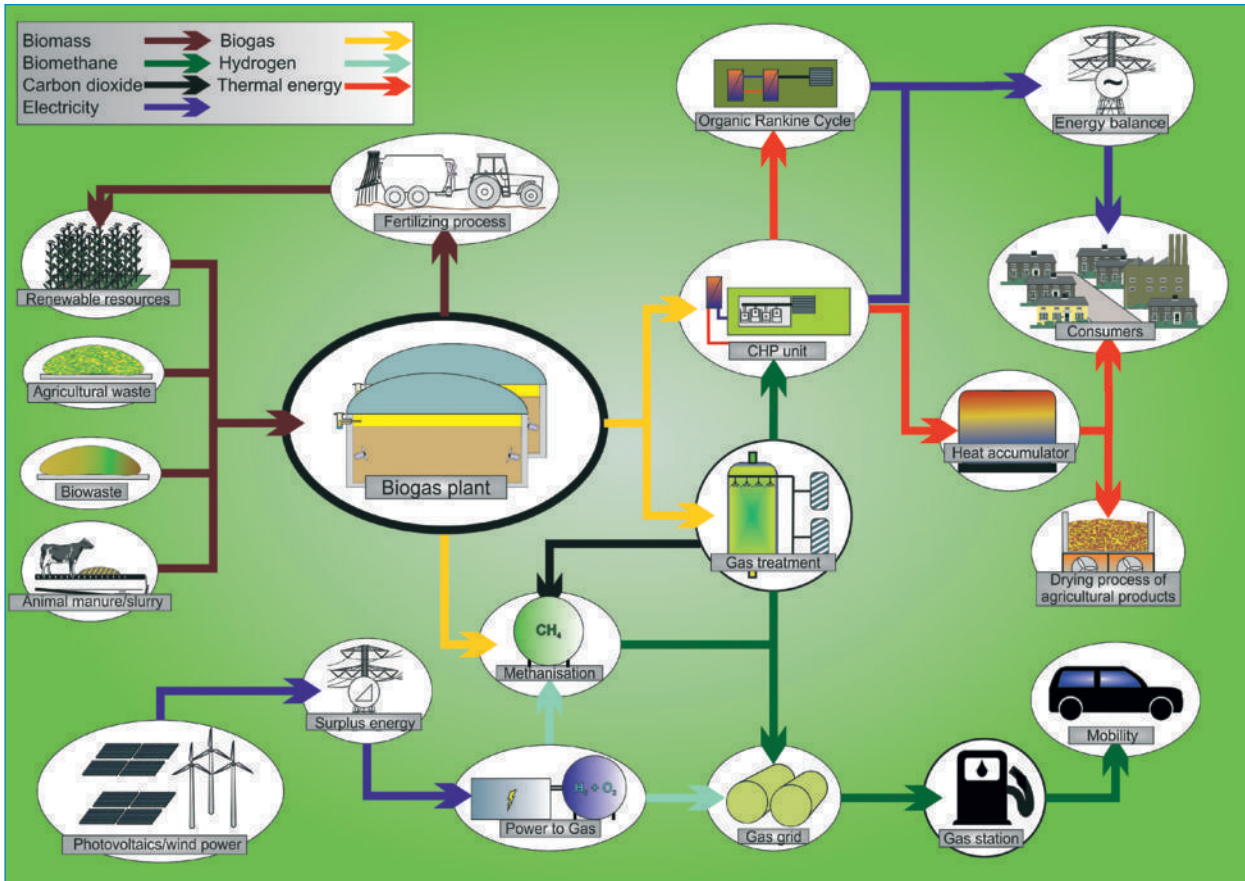 Biomass
Biogas
Biomethane
Hydrogen
Carbon dioxide
Thermal energy
Electricity
Organic Rankine Cycle
Energy balance
Fertilizing process
Renewable resources
Consumers
CHP unit
Agricultural waste
Heat accumulator
Biogas plant
Biowaste
Gas treatment
Drying process of
agricultural products
Animal manure/slurry
CH₄
Methanisation
Surplus energy
Mobility
H₂ + O₂
Power to Gas
Gas grid
Gas station
Photovoltaics/wind power